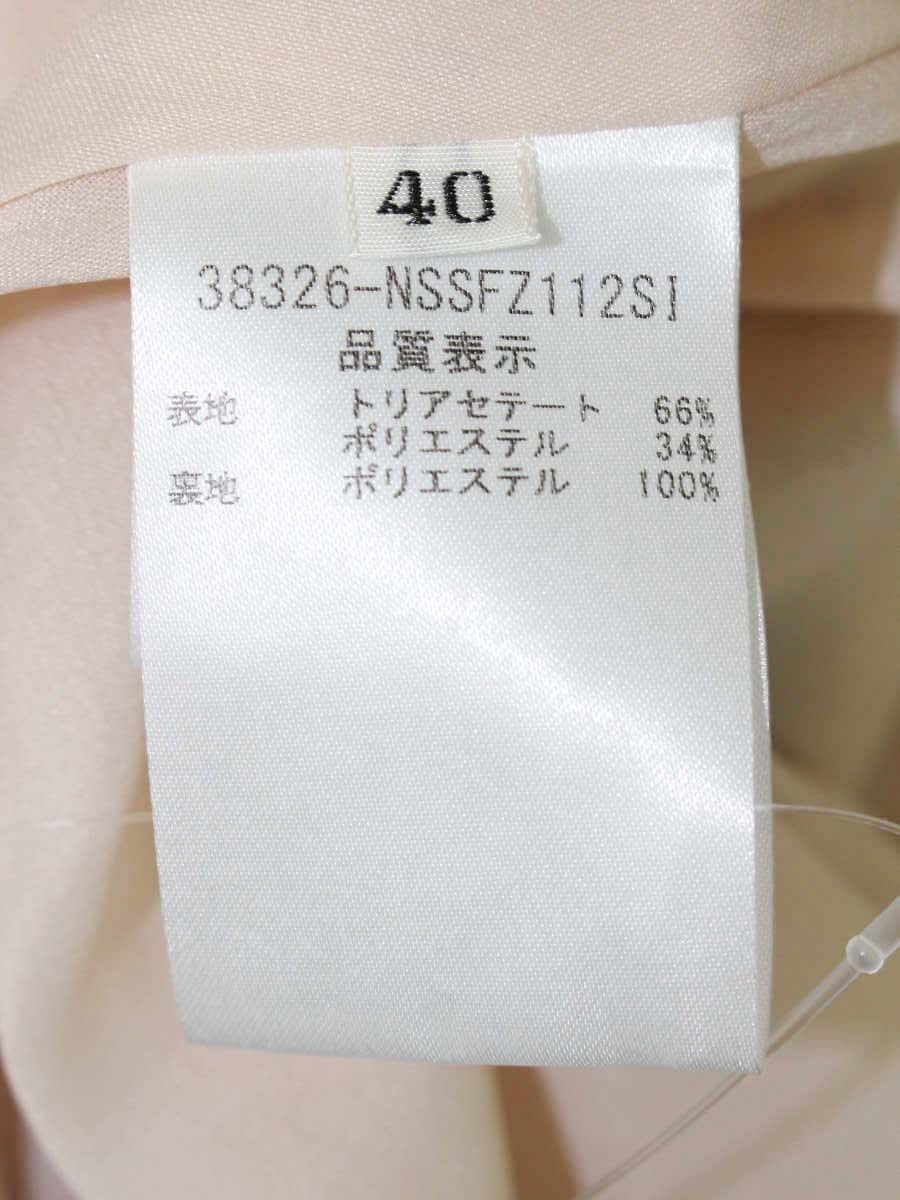 40
38326-NSSFZ112SI
品質表示
表地 トリアセテート 66%
ポリエステル 34%
裏地 ポリエステル 100%